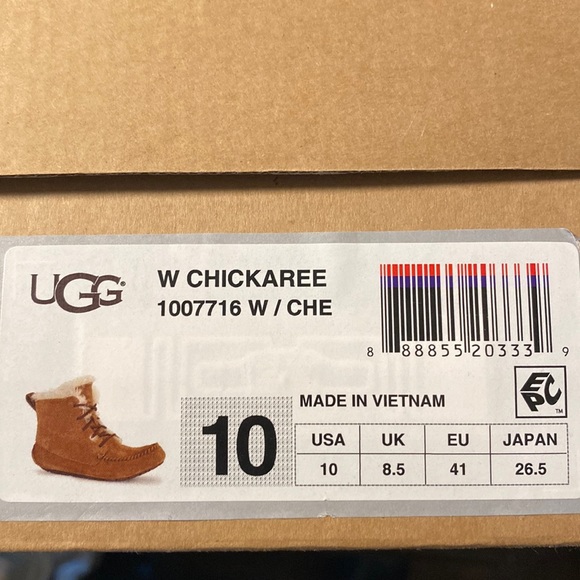 UGG®
W CHICKAREE
1007716 W / CHE
8 88855 20333 9
EPC™
MADE IN VIETNAM
10
USA UK EU JAPAN
10 8.5 41 26.5